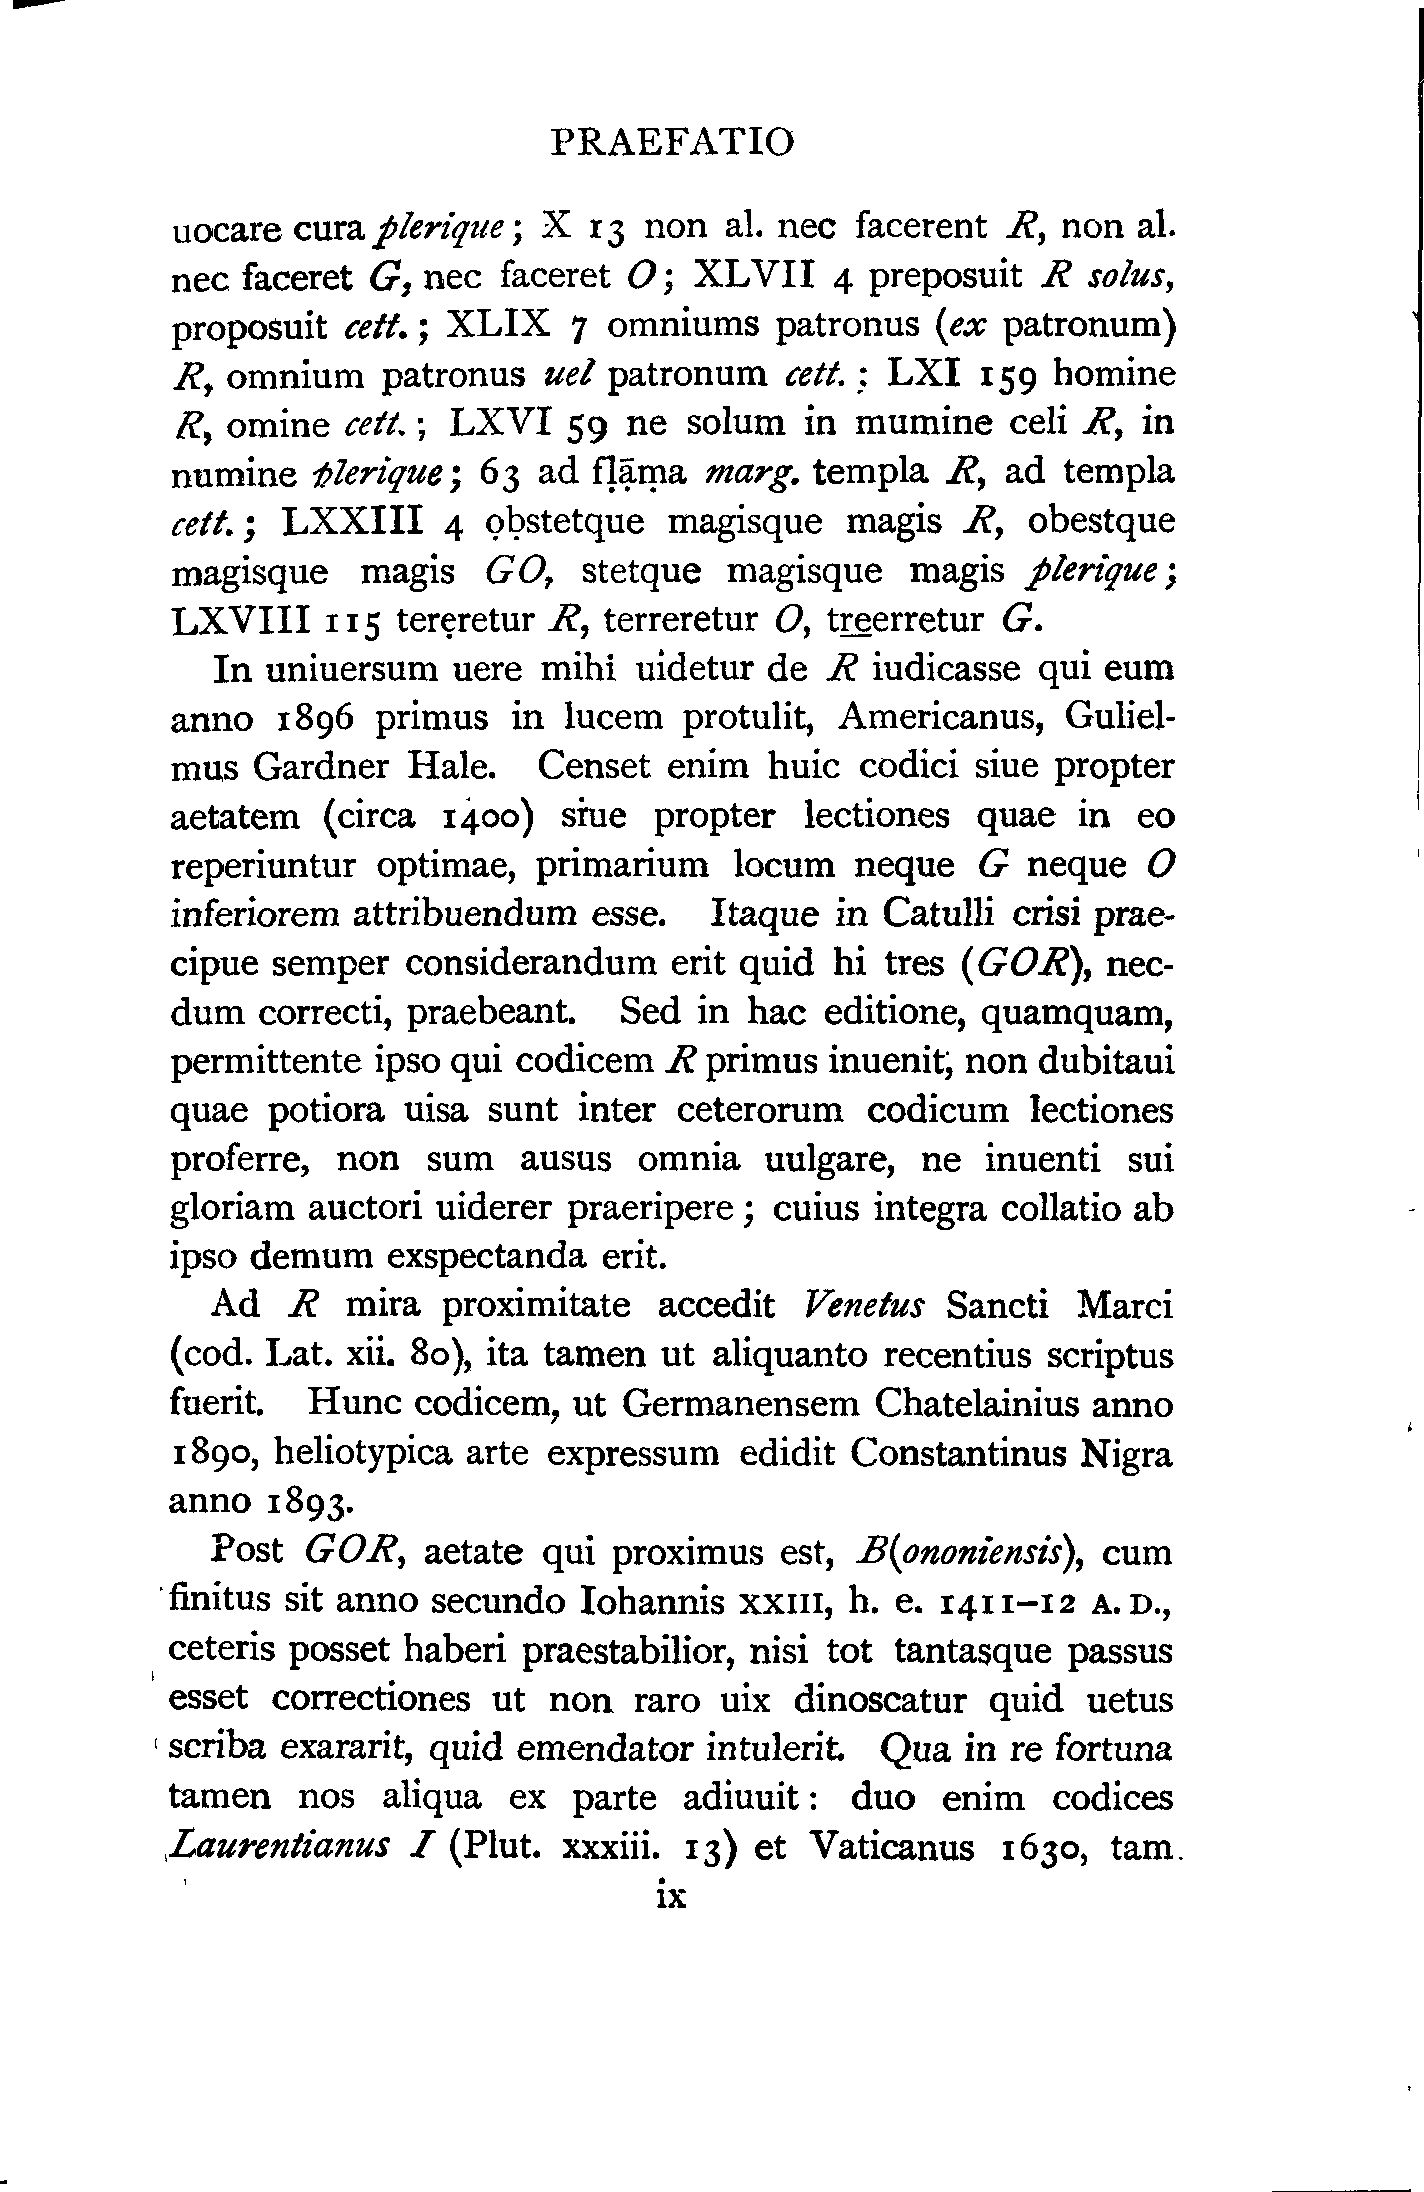 PRAEFATIO
uocare cura plerique; X 13 non al. nec facerent R, non al.
nec faceret G, nec faceret O; XLVII 4 preposuit R solus,
proposuit cett.; XLIX 7 omniums patronus (ex patronum)
R, omnium patronus uel patronum cett.; LXI 159 homine
R, omine cett.; LXVI 59 ne solum in mumine celi R, in
numine plerique; 63 ad fḷạ̄ṃa marg. templa R, ad templa
cett.; LXXIII 4 ọḅstetque magisque magis R, obestque
magisque magis GO, stetque magisque magis plerique;
LXVIII 115 terẹretur R, terreretur O, tr̲e̲erretur G.
In uniuersum uere mihi uidetur de R iudicasse qui eum
anno 1896 primus in lucem protulit, Americanus, Guliel-
mus Gardner Hale. Censet enim huic codici siue propter
aetatem (circa 1400) siue propter lectiones quae in eo
reperiuntur optimae, primarium locum neque G neque O
inferiorem attribuendum esse. Itaque in Catulli crisi prae-
cipue semper considerandum erit quid hi tres (GOR), nec-
dum correcti, praebeant. Sed in hac editione, quamquam,
permittente ipso qui codicem R primus inuenit, non dubitaui
quae potiora uisa sunt inter ceterorum codicum lectiones
proferre, non sum ausus omnia uulgare, ne inuenti sui
gloriam auctori uiderer praeripere; cuius integra collatio ab
ipso demum exspectanda erit.
Ad R mira proximitate accedit Venetus Sancti Marci
(cod. Lat. xii. 80), ita tamen ut aliquanto recentius scriptus
fuerit. Hunc codicem, ut Germanensem Chatelainius anno
1890, heliotypica arte expressum edidit Constantinus Nigra
anno 1893.
Post GOR, aetate qui proximus est, B(ononiensis), cum
finitus sit anno secundo Iohannis XXIII, h. e. 1411–12 A.D.,
ceteris posset haberi praestabilior, nisi tot tantasque passus
esset correctiones ut non raro uix dinoscatur quid uetus
scriba exararit, quid emendator intulerit. Qua in re fortuna
tamen nos aliqua ex parte adiuuit: duo enim codices
Laurentianus I (Plut. xxxiii. 13) et Vaticanus 1630, tam
ix